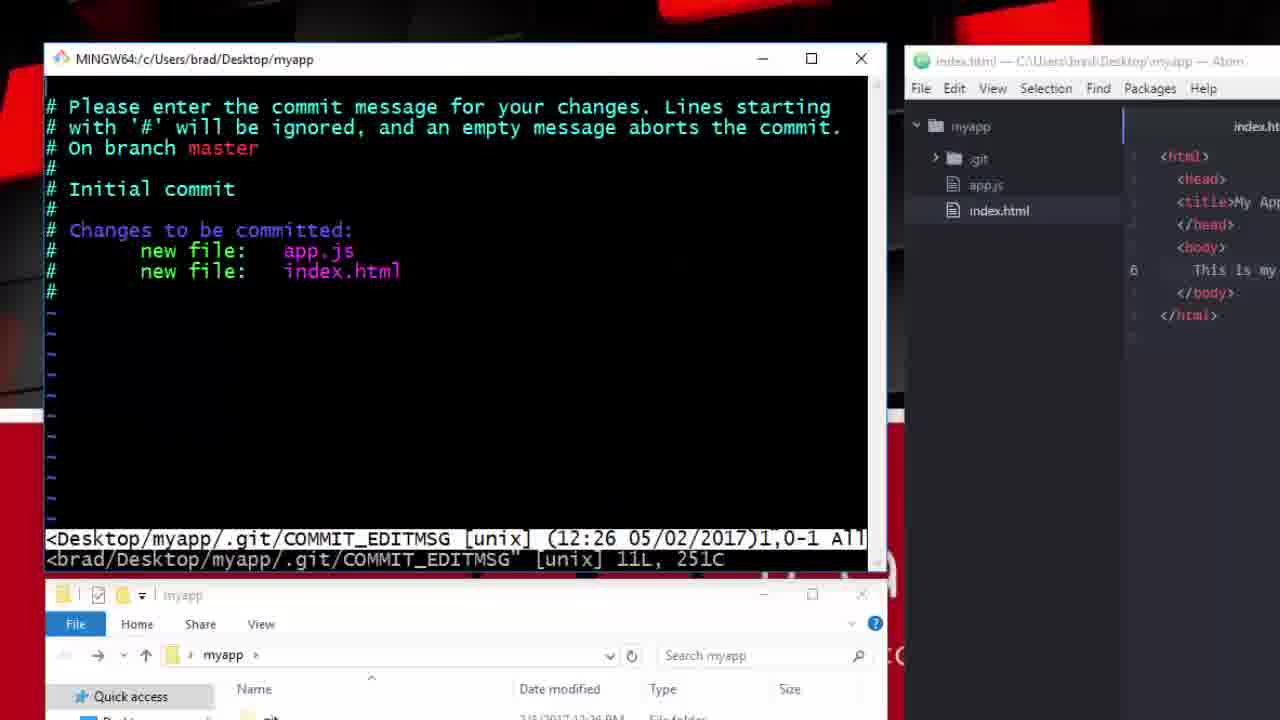 MINGW64:/c/Users/brad/Desktop/myapp
# Please enter the commit message for your changes. Lines starting
# with '#' will be ignored, and an empty message aborts the commit.
# On branch master
#
# Initial commit
#
# Changes to be committed:
#       new file:   app.js
#       new file:   index.html
#
~
~
~
~
~
~
~
~
~
~
~
<Desktop/myapp/.git/COMMIT_EDITMSG [unix] (12:26 05/02/2017)1,0-1 All
<brad/Desktop/myapp/.git/COMMIT_EDITMSG" [unix] 11L, 251C
index.html — C:\Users\brad\Desktop\myapp — Atom
File Edit View Selection Find Packages Help
myapp
.git
app.js
index.html
index.ht
<html>
<head>
<title>My App
</head>
<body>
6 This is my
</body>
</html>
myapp
File Home Share View
myapp
Search myapp
Name Date modified Type Size
Quick access